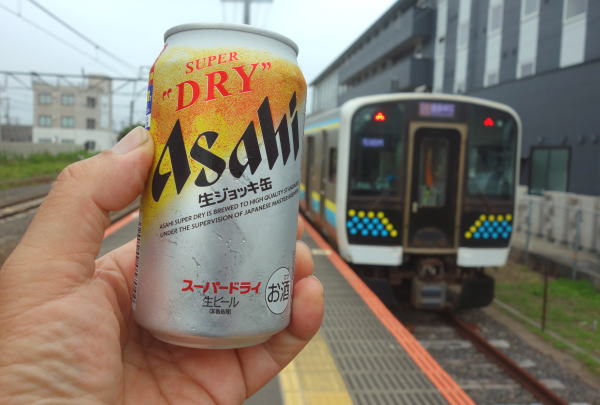 SUPER
"DRY"
Asahi
生ジョッキ缶
ASAHI SUPER DRY IS BREWED TO HIGH QUALITY ST
UNDER THE SUPERVISION OF JAPANESE MASTER
スーパードライ
生ビール
お酒